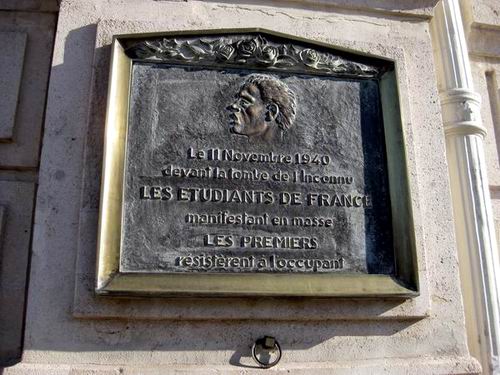 Le 11 Novembre 1940
devant la tombe de l'Inconnu
LES ETUDIANTS DE FRANCE
manifestant en masse
LES PREMIERS
résistèrent à l'occupant